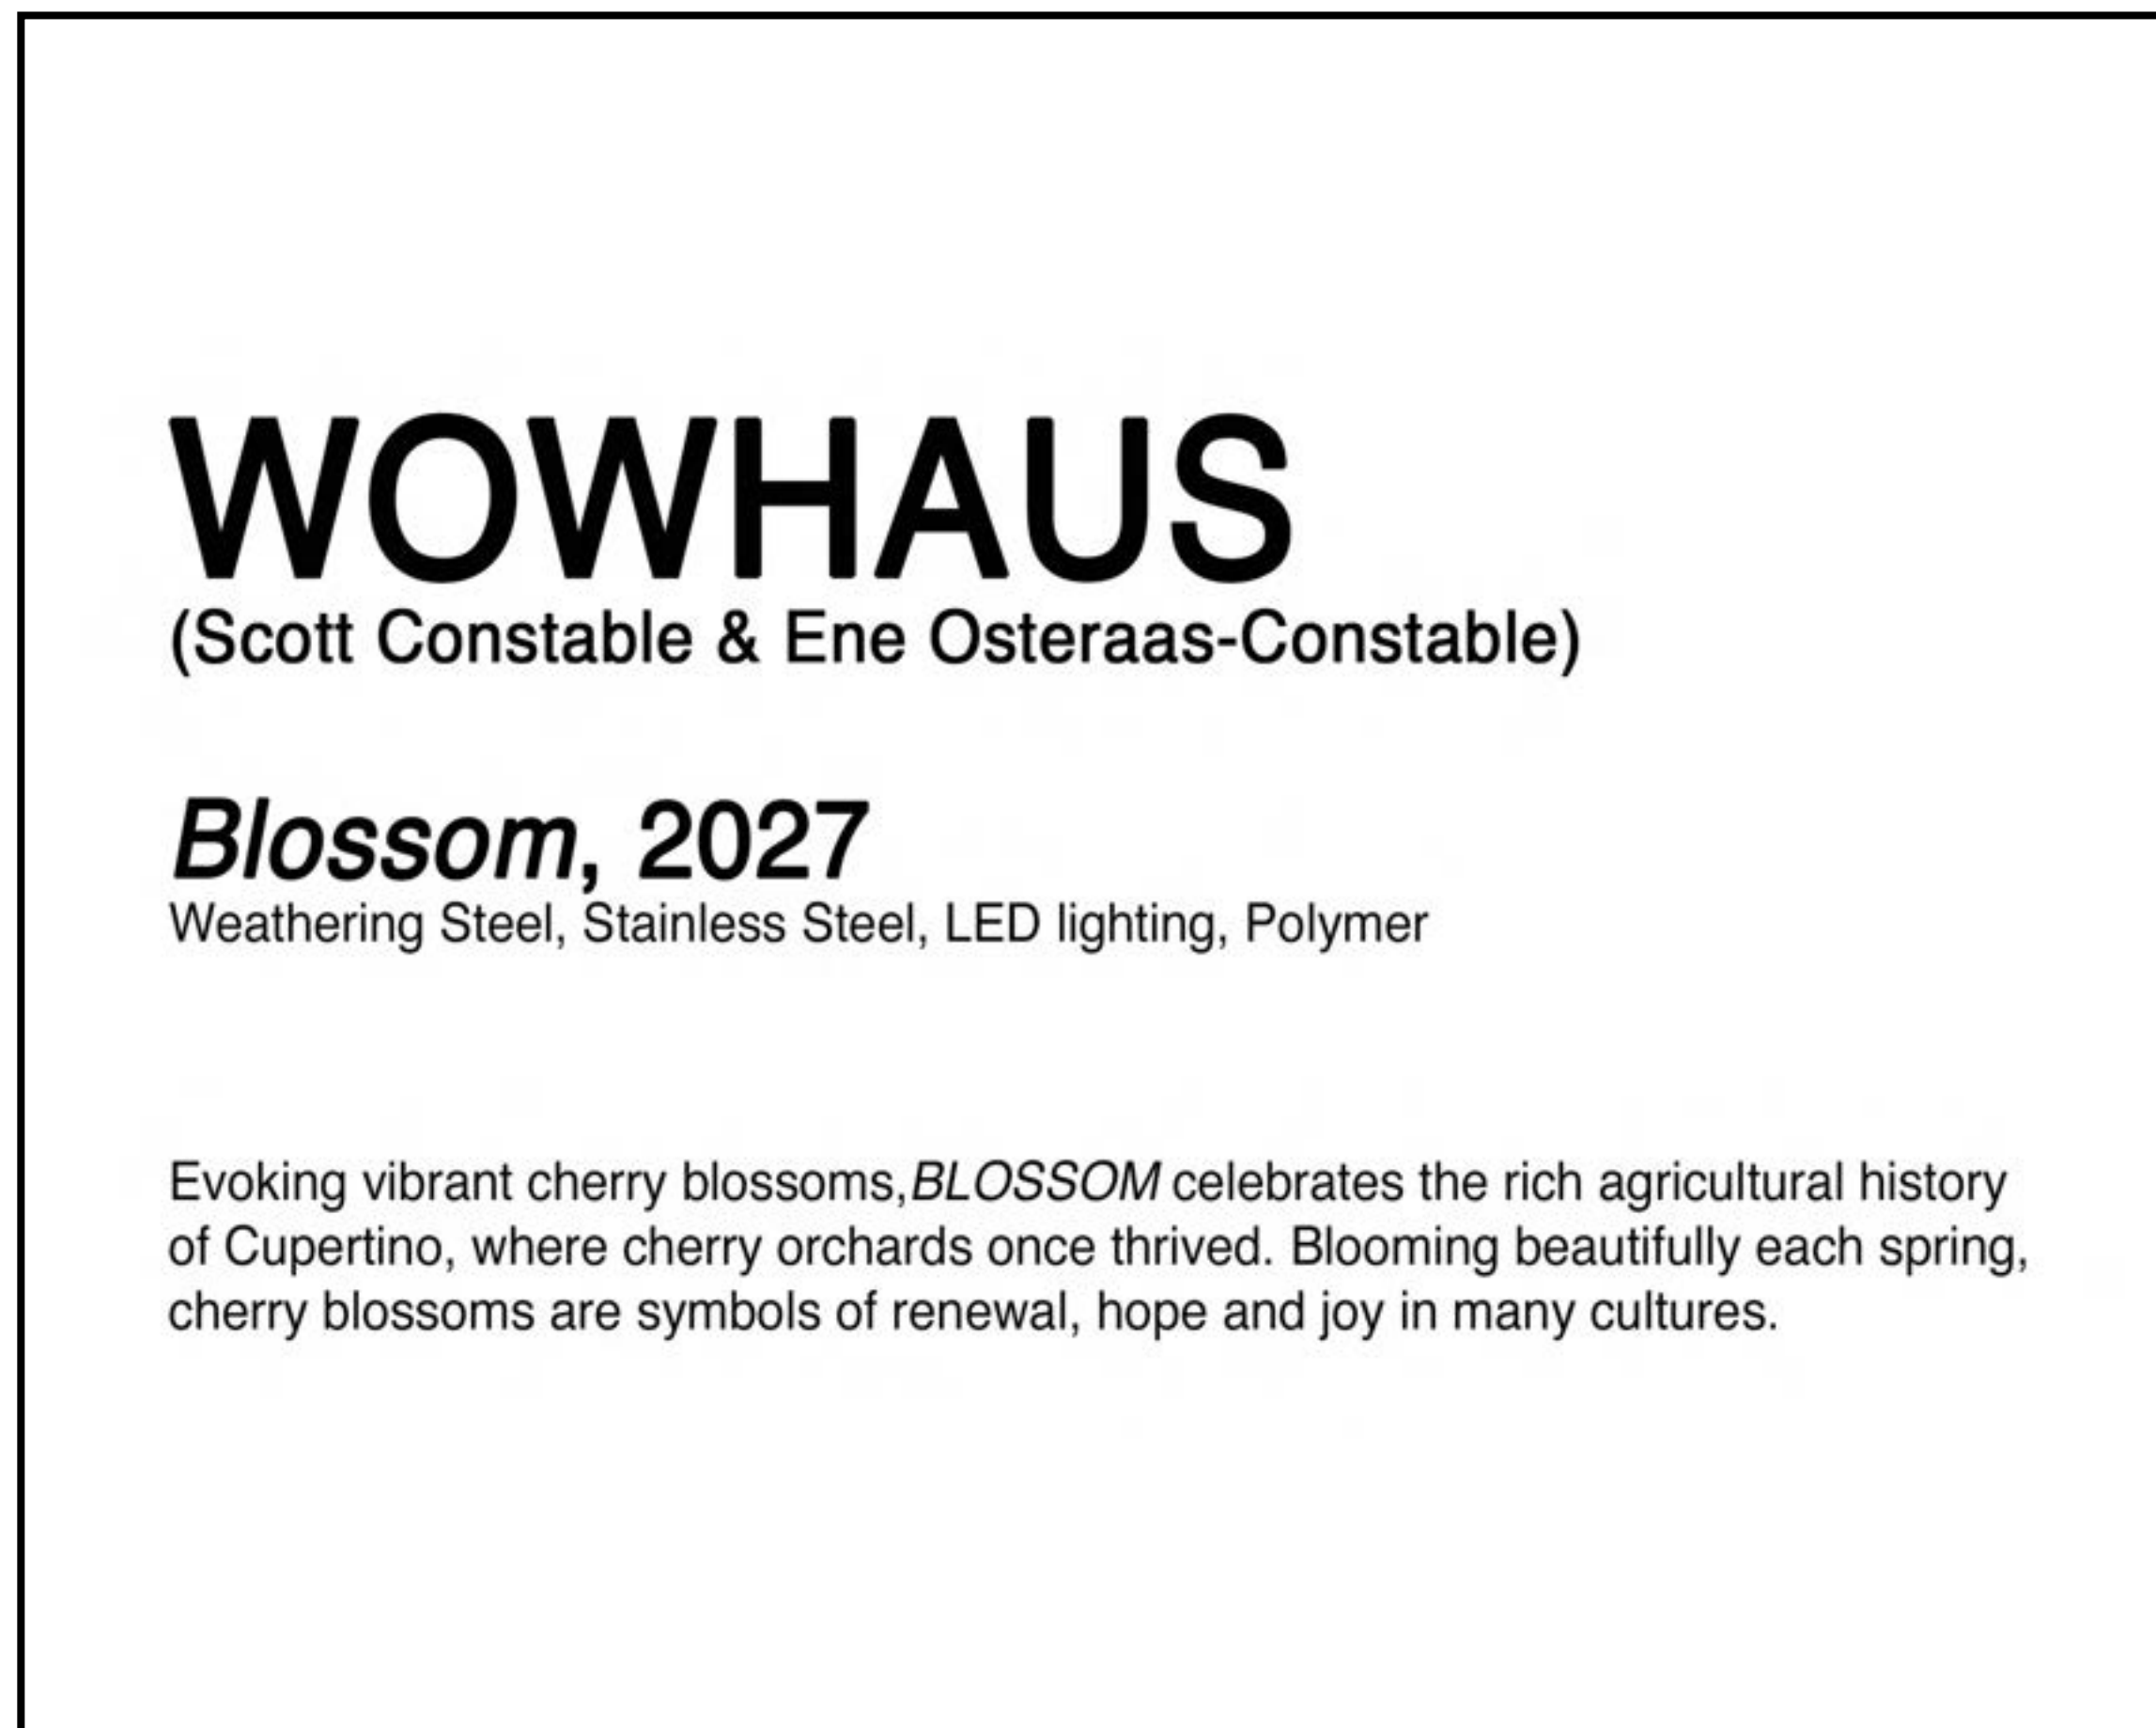 WOWHAUS
(Scott Constable & Ene Osteraas-Constable)
Blossom, 2027
Weathering Steel, Stainless Steel, LED lighting, Polymer
Evoking vibrant cherry blossoms,BLOSSOM celebrates the rich agricultural history
of Cupertino, where cherry orchards once thrived. Blooming beautifully each spring,
cherry blossoms are symbols of renewal, hope and joy in many cultures.